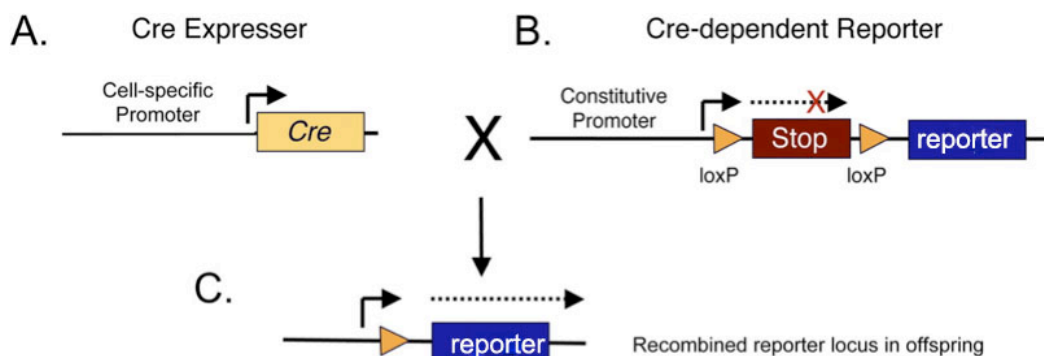 A.
Cre Expresser
Cell-specific
Promoter
Cre
X
B.
Cre-dependent Reporter
Constitutive
Promoter
X
Stop
reporter
loxP
loxP
C.
reporter
Recombined reporter locus in offspring